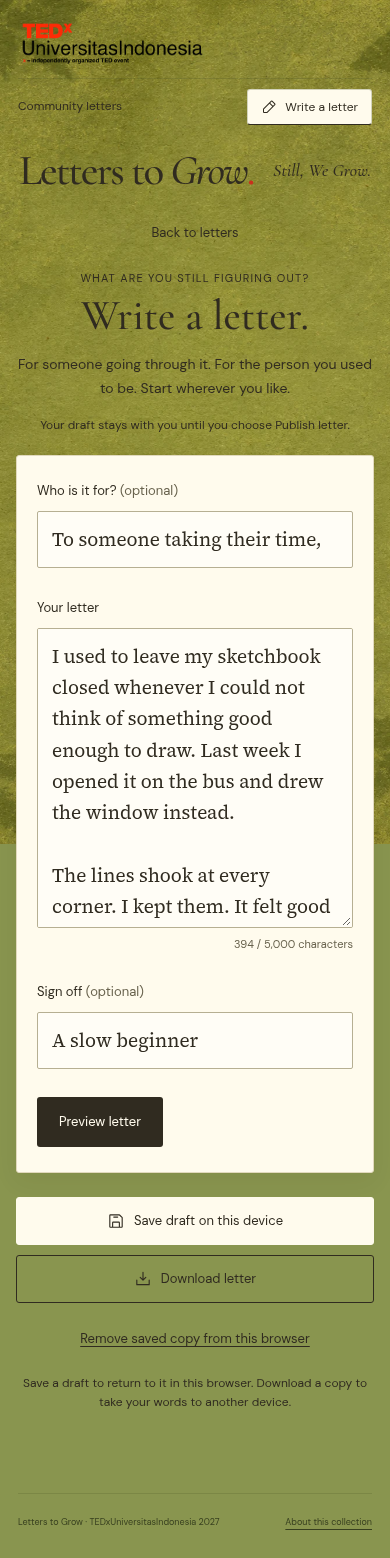 TEDx
UniversitasIndonesia
x = independently organized TED event
Community letters
Write a letter
Letters to Grow.
Still, We Grow.
Back to letters
WHAT ARE YOU STILL FIGURING OUT?
Write a letter.
For someone going through it. For the person you used
to be. Start wherever you like.
Your draft stays with you until you choose Publish letter.
Who is it for? (optional)
To someone taking their time,
Your letter
I used to leave my sketchbook
closed whenever I could not
think of something good
enough to draw. Last week I
opened it on the bus and drew
the window instead.
The lines shook at every
corner. I kept them. It felt good
394 / 5,000 characters
Sign off (optional)
A slow beginner
Preview letter
Save draft on this device
Download letter
Remove saved copy from this browser
Save a draft to return to it in this browser. Download a copy to
take your words to another device.
Letters to Grow · TEDxUniversitasIndonesia 2027
About this collection